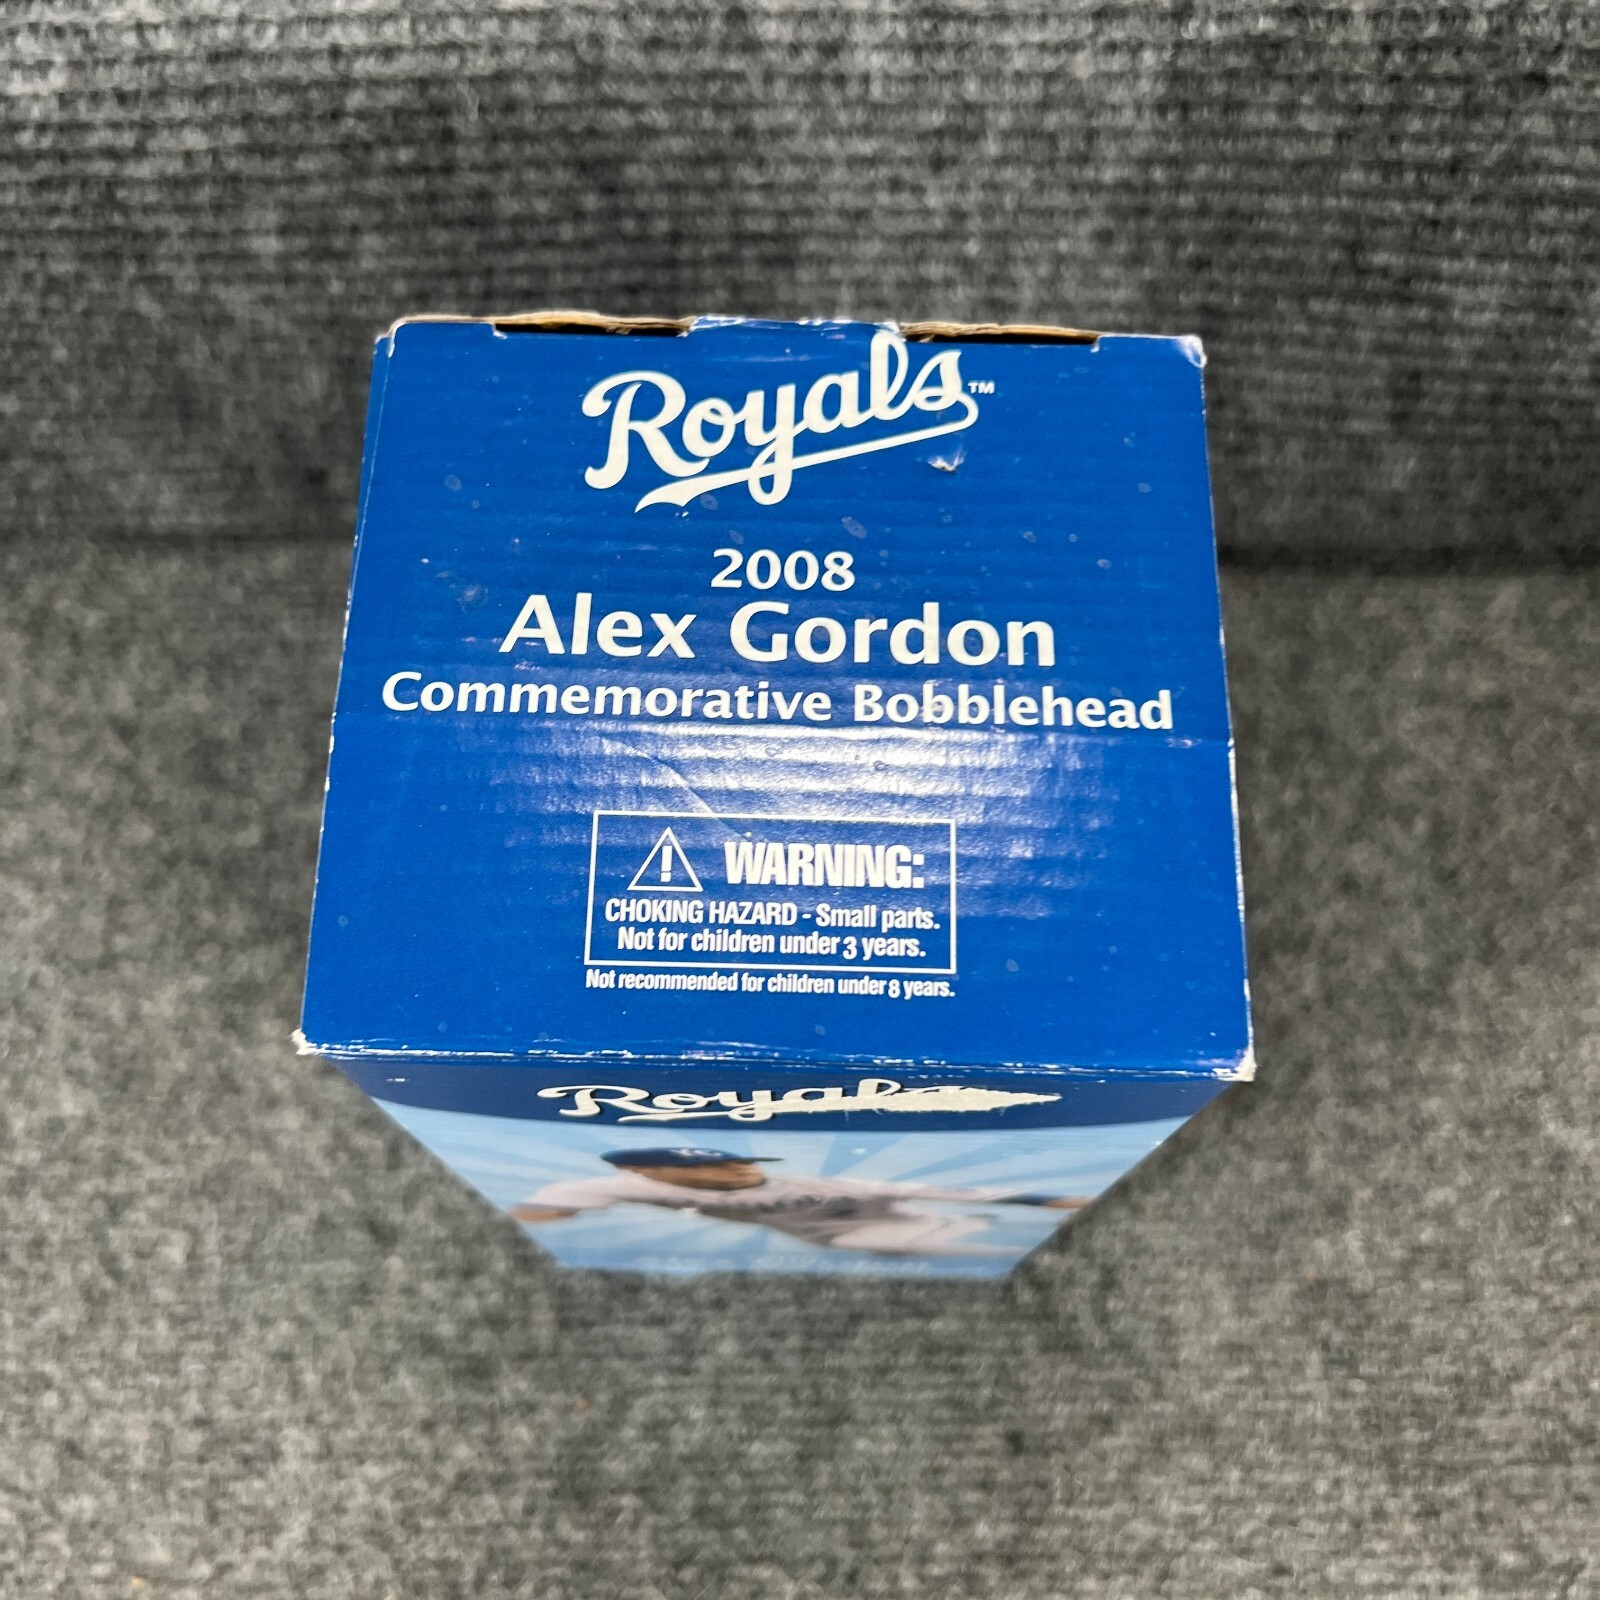 Royals™
2008
Alex Gordon
Commemorative Bobblehead
WARNING:
CHOKING HAZARD - Small parts.
Not for children under 3 years.
Not recommended for children under 8 years.
Royals
KC